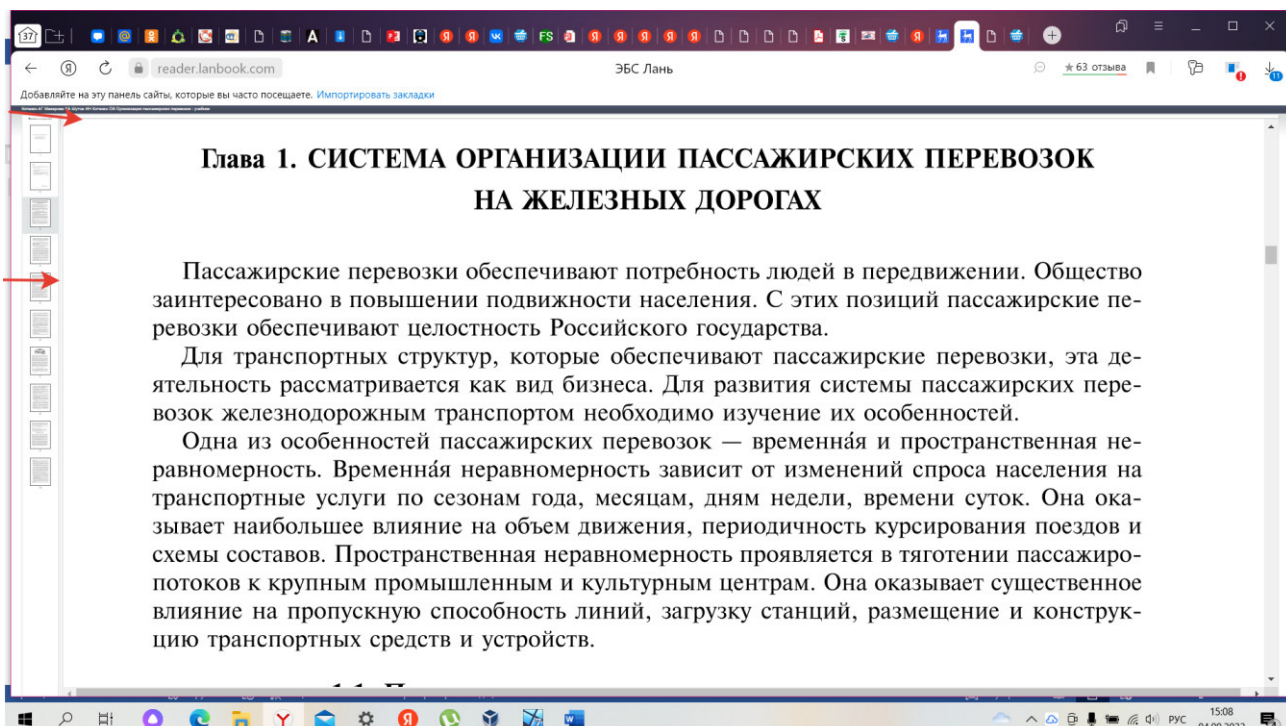 37
FS
reader.lanbook.com
ЭБС Лань
★ 63 отзыва
Добавляйте на эту панель сайты, которые вы часто посещаете. Импортировать закладки
Глава 1. СИСТЕМА ОРГАНИЗАЦИИ ПАССАЖИРСКИХ ПЕРЕВОЗОК
НА ЖЕЛЕЗНЫХ ДОРОГАХ
Пассажирские перевозки обеспечивают потребность людей в передвижении. Общество
заинтересовано в повышении подвижности населения. С этих позиций пассажирские пе-
ревозки обеспечивают целостность Российского государства.
Для транспортных структур, которые обеспечивают пассажирские перевозки, эта де-
ятельность рассматривается как вид бизнеса. Для развития системы пассажирских пере-
возок железнодорожным транспортом необходимо изучение их особенностей.
Одна из особенностей пассажирских перевозок — временна́я и пространственная не-
равномерность. Временна́я неравномерность зависит от изменений спроса населения на
транспортные услуги по сезонам года, месяцам, дням недели, времени суток. Она ока-
зывает наибольшее влияние на объем движения, периодичность курсирования поездов и
схемы составов. Пространственная неравномерность проявляется в тяготении пассажиро-
потоков к крупным промышленным и культурным центрам. Она оказывает существенное
влияние на пропускную способность линий, загрузку станций, размещение и конструк-
цию транспортных средств и устройств.
РУС
15:08